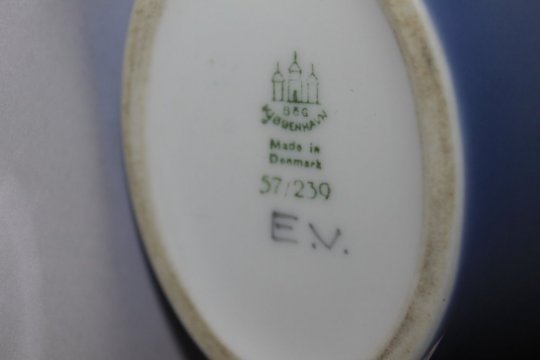 B&G
KJØBENHAVN
Made in
Denmark
57/239
E.V.